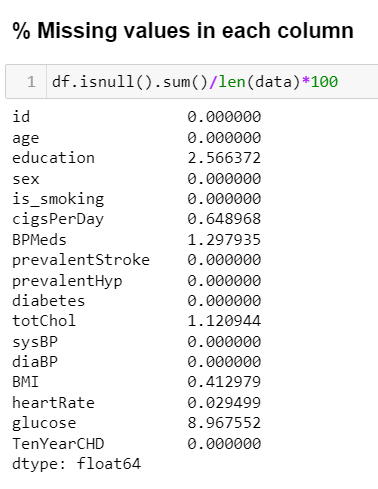 % Missing values in each column
1 df.isnull().sum()/len(data)*100
id 0.000000
age 0.000000
education 2.566372
sex 0.000000
is_smoking 0.000000
cigsPerDay 0.648968
BPMeds 1.297935
prevalentStroke 0.000000
prevalentHyp 0.000000
diabetes 0.000000
totChol 1.120944
sysBP 0.000000
diaBP 0.000000
BMI 0.412979
heartRate 0.029499
glucose 8.967552
TenYearCHD 0.000000
dtype: float64